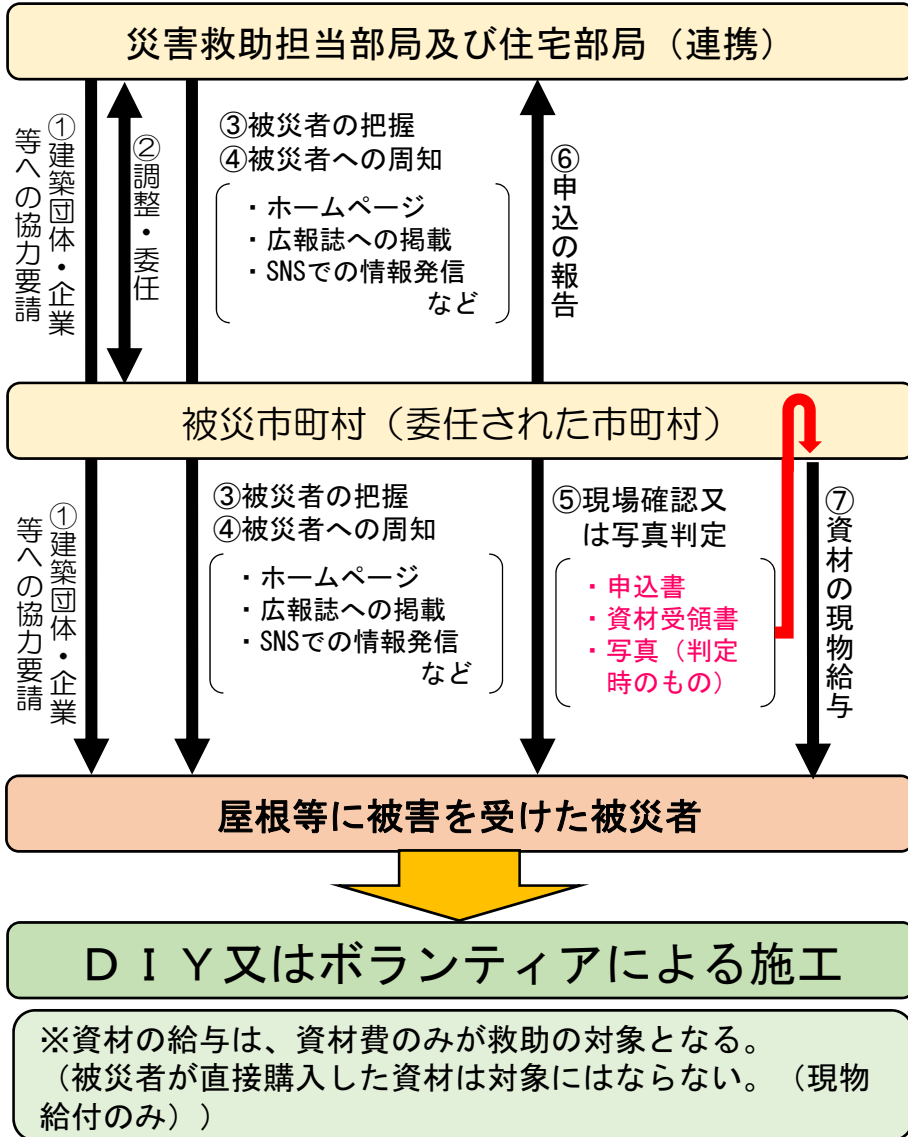 災害救助担当部局及び住宅部局（連携）
①建築団体・企業
等への協力要請
②調整・委任
③被災者の把握
④被災者への周知
・ホームページ
・広報誌への掲載
・SNSでの情報発信
など
⑥申込の報告
被災市町村（委任された市町村）
①建築団体・企業
等への協力要請
③被災者の把握
④被災者への周知
・ホームページ
・広報誌への掲載
・SNSでの情報発信
など
⑤現場確認又
は写真判定
・申込書
・資材受領書
・写真（判定
時のもの）
⑦資材の現物給与
屋根等に被害を受けた被災者
ＤＩＹ又はボランティアによる施工
※資材の給与は、資材費のみが救助の対象となる。
（被災者が直接購入した資材は対象にはならない。（現物
給付のみ））